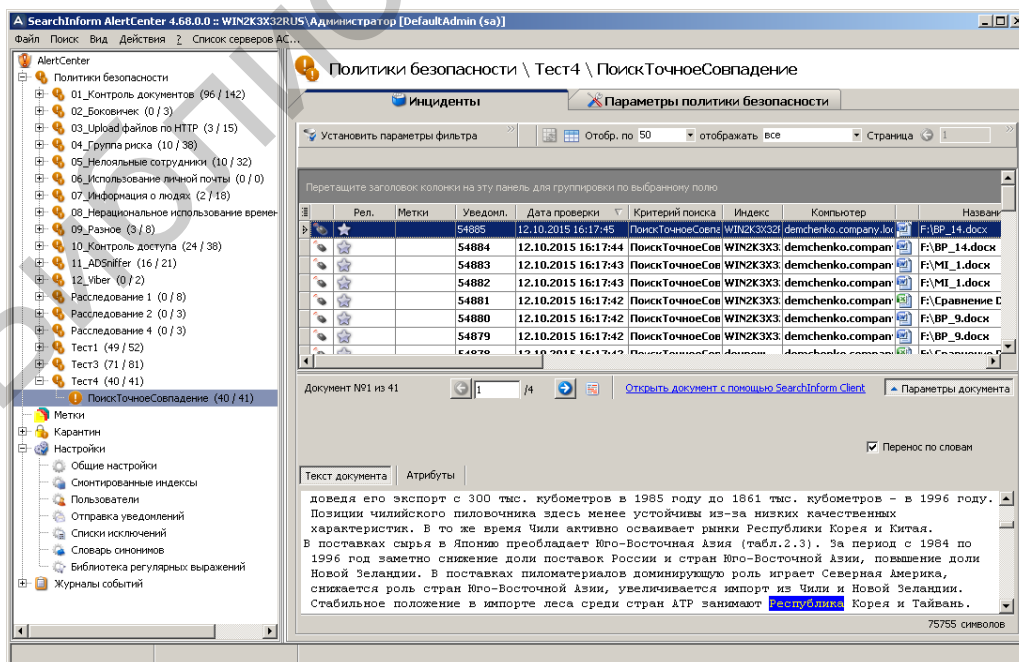 SearchInform AlertCenter 4.68.0.0 :: WIN2K3X32RUS\Администратор [DefaultAdmin (sa)]
Файл Поиск Вид Действия ? Список серверов AC...
AlertCenter
Политики безопасности
01_Контроль документов (96 / 142)
02_Боковичек (0 / 3)
03_Upload файлов по HTTP (3 / 15)
04_Группа риска (10 / 38)
05_Нелояльные сотрудники (10 / 32)
06_Использование личной почты (0 / 0)
07_Информация о людях (2 / 18)
08_Нерациональное использование времен
09_Разное (3 / 8)
10_Контроль доступа (24 / 38)
11_ADSniffer (16 / 21)
12_Viber (0 / 2)
Расследование 1 (0 / 8)
Расследование 2 (0 / 3)
Расследование 4 (0 / 3)
Тест1 (49 / 52)
Тест3 (71 / 81)
Тест4 (40 / 41)
ПоискТочноеСовпадение (40 / 41)
Метки
Карантин
Настройки
Общие настройки
Смонтированные индексы
Пользователи
Отправка уведомлений
Списки исключений
Словарь синонимов
Библиотека регулярных выражений
Журналы событий
Политики безопасности \ Тест4 \ ПоискТочноеСовпадение
Инциденты Параметры политики безопасности
Установить параметры фильтра Отобр. по 50 отображать все Страница 1
Перетащите заголовок колонки на эту панель для группировки по выбранному полю
Рел. Метки Уведомл. Дата проверки Критерий поиска Индекс Компьютер Названи
54885 12.10.2015 16:17:45 ПоискТочноеСовпа WIN2K3X32F demchenko.company.loc F:\BP_14.docx
54884 12.10.2015 16:17:44 ПоискТочноеСов WIN2K3X3: demchenko.compan F:\BP_14.docx
54883 12.10.2015 16:17:43 ПоискТочноеСов WIN2K3X3: demchenko.compan F:\MI_1.docx
54882 12.10.2015 16:17:43 ПоискТочноеСов WIN2K3X3: demchenko.compan F:\MI_1.docx
54881 12.10.2015 16:17:42 ПоискТочноеСов WIN2K3X3: demchenko.compan F:\Сравнение D
54880 12.10.2015 16:17:42 ПоискТочноеСов WIN2K3X3: demchenko.compan F:\BP_9.docx
54879 12.10.2015 16:17:42 ПоискТочноеСов WIN2K3X3: demchenko.compan F:\BP_9.docx
Документ №1 из 41 1 /4 Открыть документ с помощью SearchInform Client Параметры документа
Перенос по словам
Текст документа Атрибуты
доведя его экспорт с 300 тыс. кубометров в 1985 году до 1861 тыс. кубометров – в 1996 году.
Позиции чилийского пиловочника здесь менее устойчивы из-за низких качественных
характеристик. В то же время Чили активно осваивает рынки Республики Корея и Китая.
В поставках сырья в Японию преобладает Юго-Восточная Азия (табл.2.3). За период с 1984 по
1996 год заметно снижение доли поставок России и стран Юго-Восточной Азии, повышение доли
Новой Зеландии. В поставках пиломатериалов доминирующую роль играет Северная Америка,
снижается роль стран Юго-Восточной Азии, увеличивается импорт из Чили и Новой Зеландии.
Стабильное положение в импорте леса среди стран АТР занимают Республика Корея и Тайвань.
75755 символов